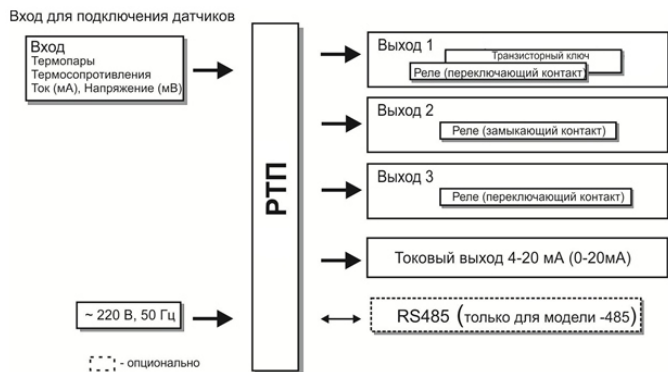 Вход для подключения датчиков
Вход
Термопары
Термосопротивления
Ток (мА), Напряжение (мВ)
~ 220 В, 50 Гц
- опционально
РТП
Выход 1
Транзисторный ключ
Реле (переключающий контакт)
Выход 2
Реле (замыкающий контакт)
Выход 3
Реле (переключающий контакт)
Токовый выход 4-20 мА (0-20мА)
RS485 (только для модели -485)